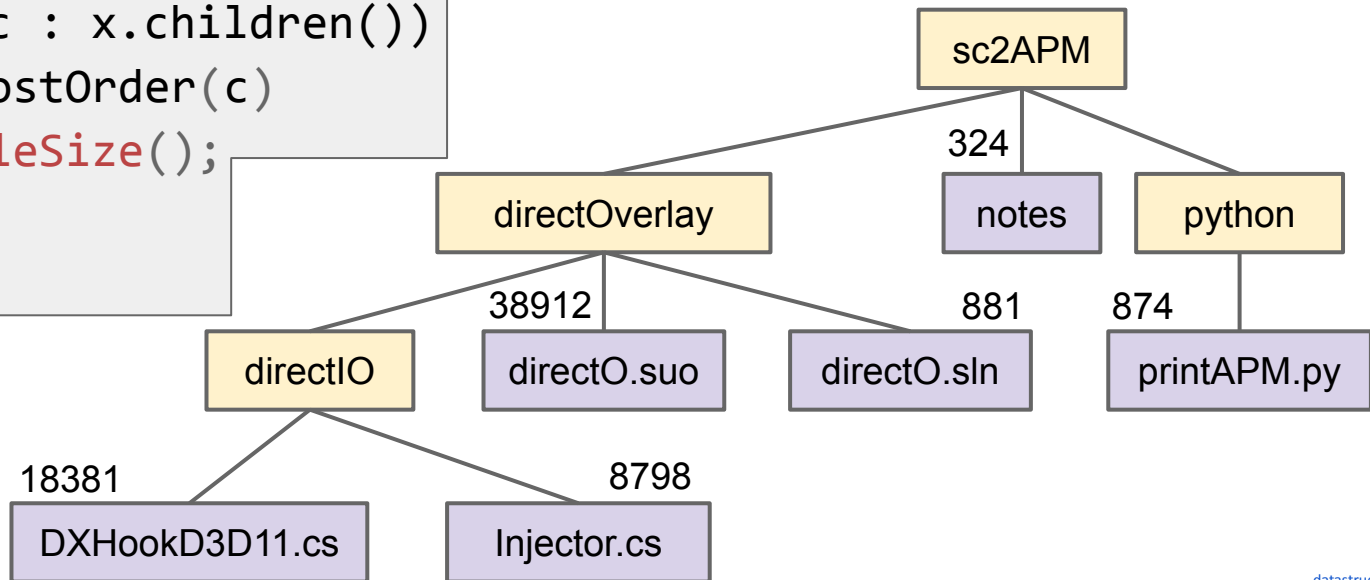 c : x.children())
ostOrder(c)
leSize();
sc2APM
324
directOverlay
notes
python
38912
881
874
directIO
directO.suo
directO.sln
printAPM.py
18381
8798
DXHookD3D11.cs
Injector.cs
datastru